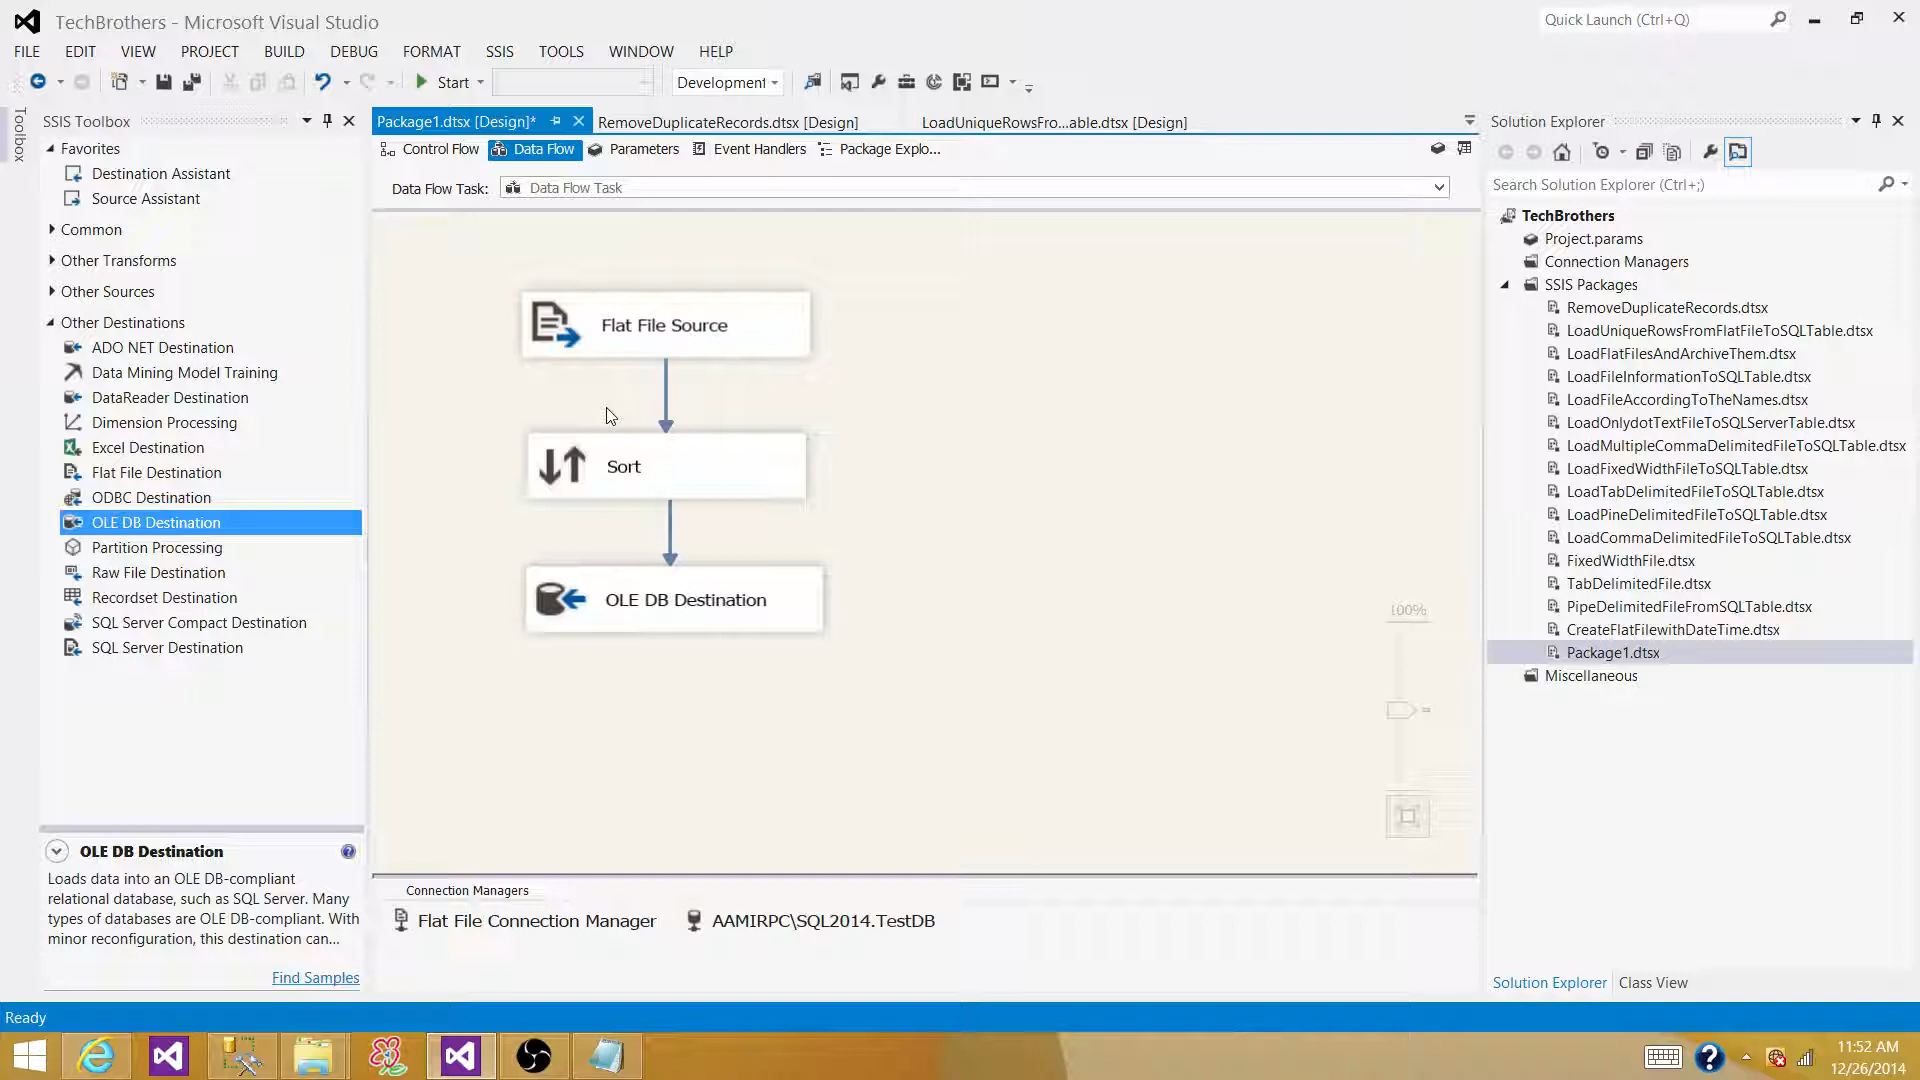 TechBrothers - Microsoft Visual Studio
Quick Launch (Ctrl+Q)
FILE EDIT VIEW PROJECT BUILD DEBUG FORMAT SSIS TOOLS WINDOW HELP
Start Development
Toolbox
SSIS Toolbox
Favorites
Destination Assistant
Source Assistant
Common
Other Transforms
Other Sources
Other Destinations
ADO NET Destination
Data Mining Model Training
DataReader Destination
Dimension Processing
Excel Destination
Flat File Destination
ODBC Destination
OLE DB Destination
Partition Processing
Raw File Destination
Recordset Destination
SQL Server Compact Destination
SQL Server Destination
OLE DB Destination
Loads data into an OLE DB-compliant
relational database, such as SQL Server. Many
types of databases are OLE DB-compliant. With
minor reconfiguration, this destination can...
Find Samples
Package1.dtsx [Design]* RemoveDuplicateRecords.dtsx [Design] LoadUniqueRowsFro...able.dtsx [Design]
Control Flow Data Flow Parameters Event Handlers Package Explo...
Data Flow Task: Data Flow Task
Flat File Source
Sort
OLE DB Destination
100%
Connection Managers
Flat File Connection Manager AAMIRPC\SQL2014.TestDB
Solution Explorer
Search Solution Explorer (Ctrl+;)
TechBrothers
Project.params
Connection Managers
SSIS Packages
RemoveDuplicateRecords.dtsx
LoadUniqueRowsFromFlatFileToSQLTable.dtsx
LoadFlatFilesAndArchiveThem.dtsx
LoadFileInformationToSQLTable.dtsx
LoadFileAccordingToTheNames.dtsx
LoadOnlydotTextFileToSQLServerTable.dtsx
LoadMultipleCommaDelimitedFileToSQLTable.dtsx
LoadFixedWidthFileToSQLTable.dtsx
LoadTabDelimitedFileToSQLTable.dtsx
LoadPineDelimitedFileToSQLTable.dtsx
LoadCommaDelimitedFileToSQLTable.dtsx
FixedWidthFile.dtsx
TabDelimitedFile.dtsx
PipeDelimitedFileFromSQLTable.dtsx
CreateFlatFilewithDateTime.dtsx
Package1.dtsx
Miscellaneous
Solution Explorer Class View
Ready
11:52 AM
12/26/2014